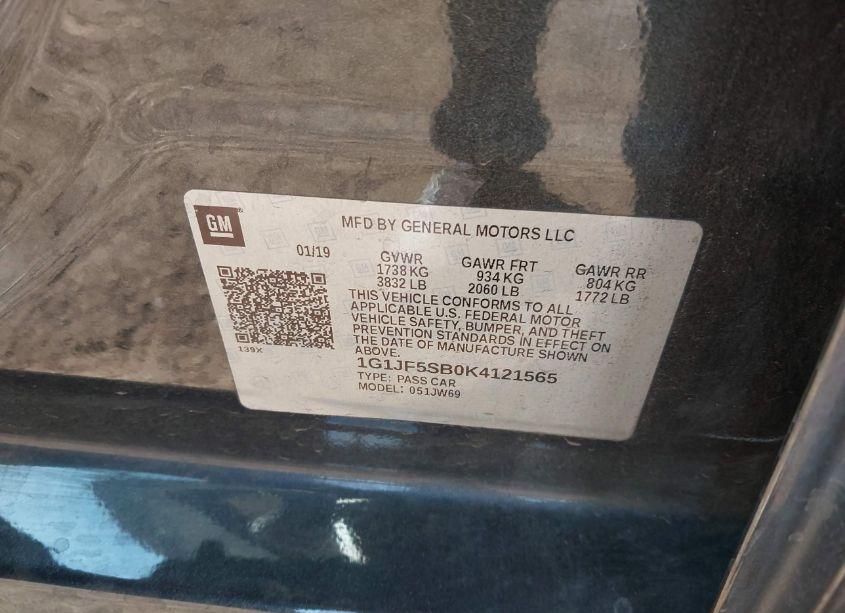 GM
MFD BY GENERAL MOTORS LLC
01/19
GVWR GAWR FRT GAWR RR
1738 KG 934 KG 804 KG
3832 LB 2060 LB 1772 LB
THIS VEHICLE CONFORMS TO ALL
APPLICABLE U.S. FEDERAL MOTOR
VEHICLE SAFETY, BUMPER, AND THEFT
PREVENTION STANDARDS IN EFFECT ON
THE DATE OF MANUFACTURE SHOWN
ABOVE.
139X
1G1JF5SB0K4121565
TYPE: PASS CAR
MODEL: 051JW69